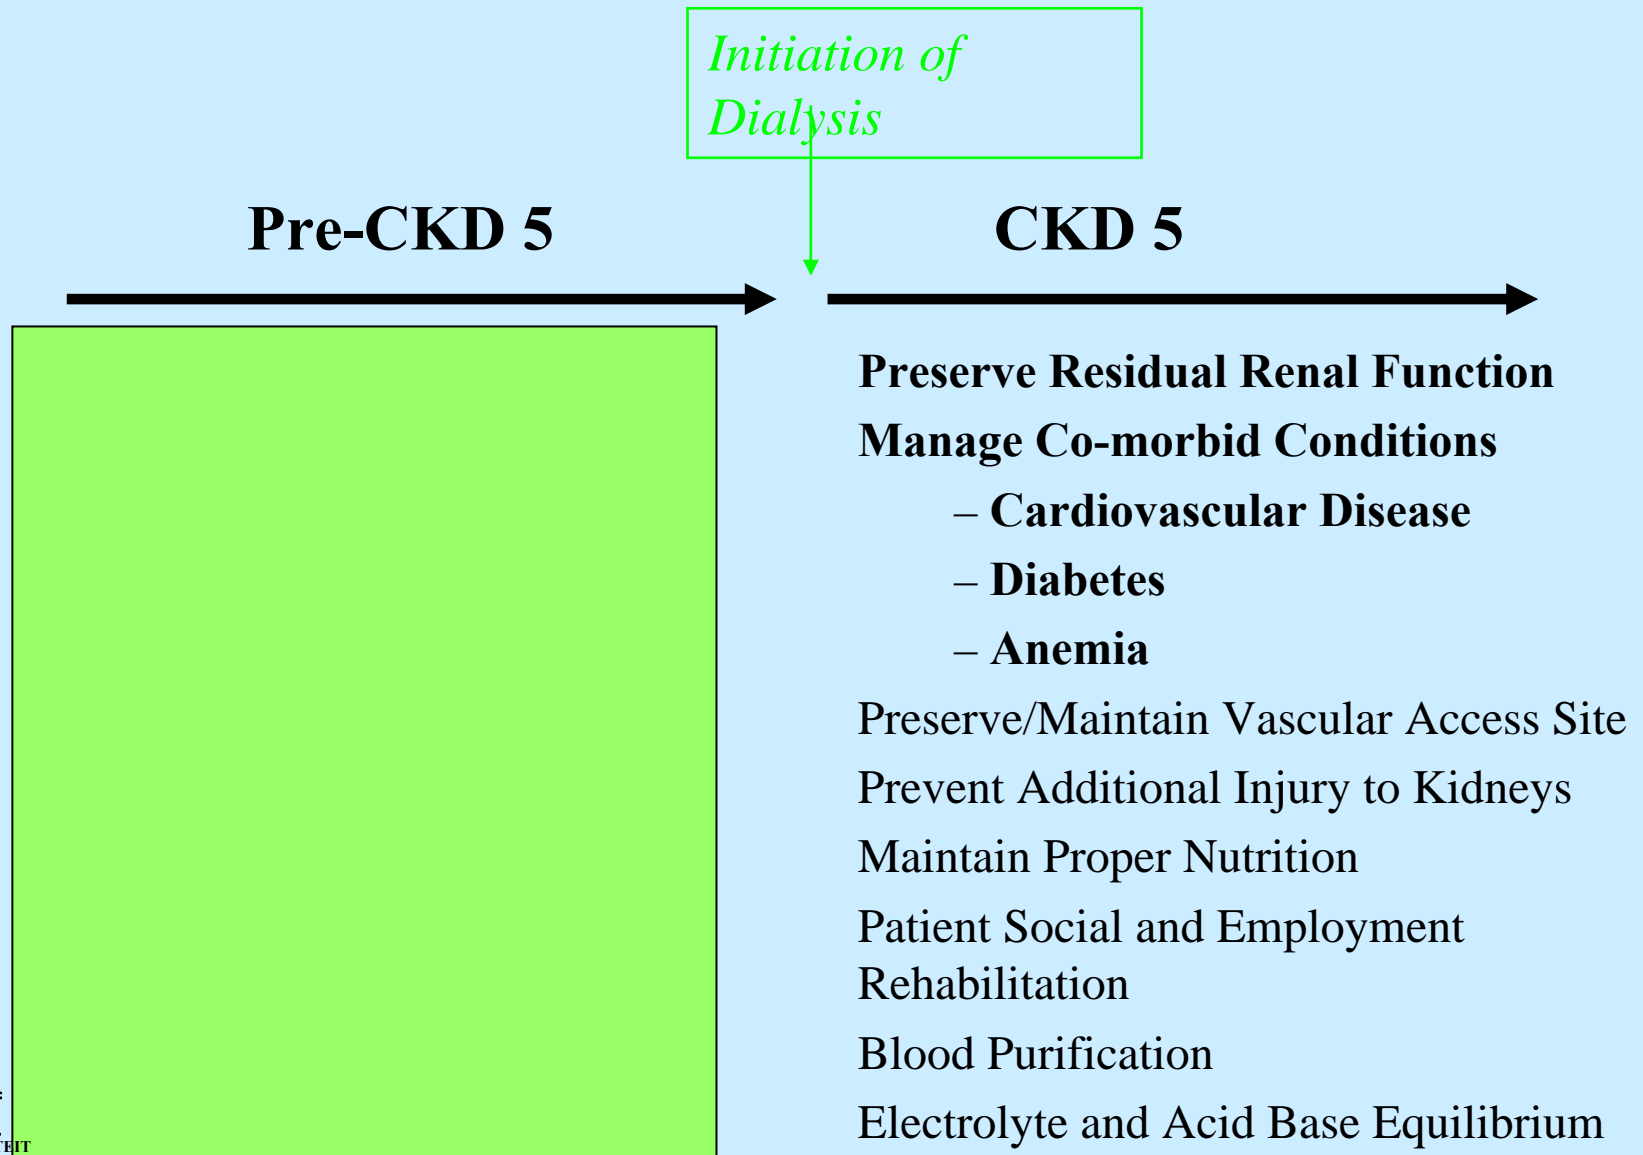 Initiation of
Dialysis
Pre-CKD 5
CKD 5
Preserve Residual Renal Function
Manage Co-morbid Conditions
– Cardiovascular Disease
– Diabetes
– Anemia
Preserve/Maintain Vascular Access Site
Prevent Additional Injury to Kidneys
Maintain Proper Nutrition
Patient Social and Employment
Rehabilitation
Blood Purification
Electrolyte and Acid Base Equilibrium